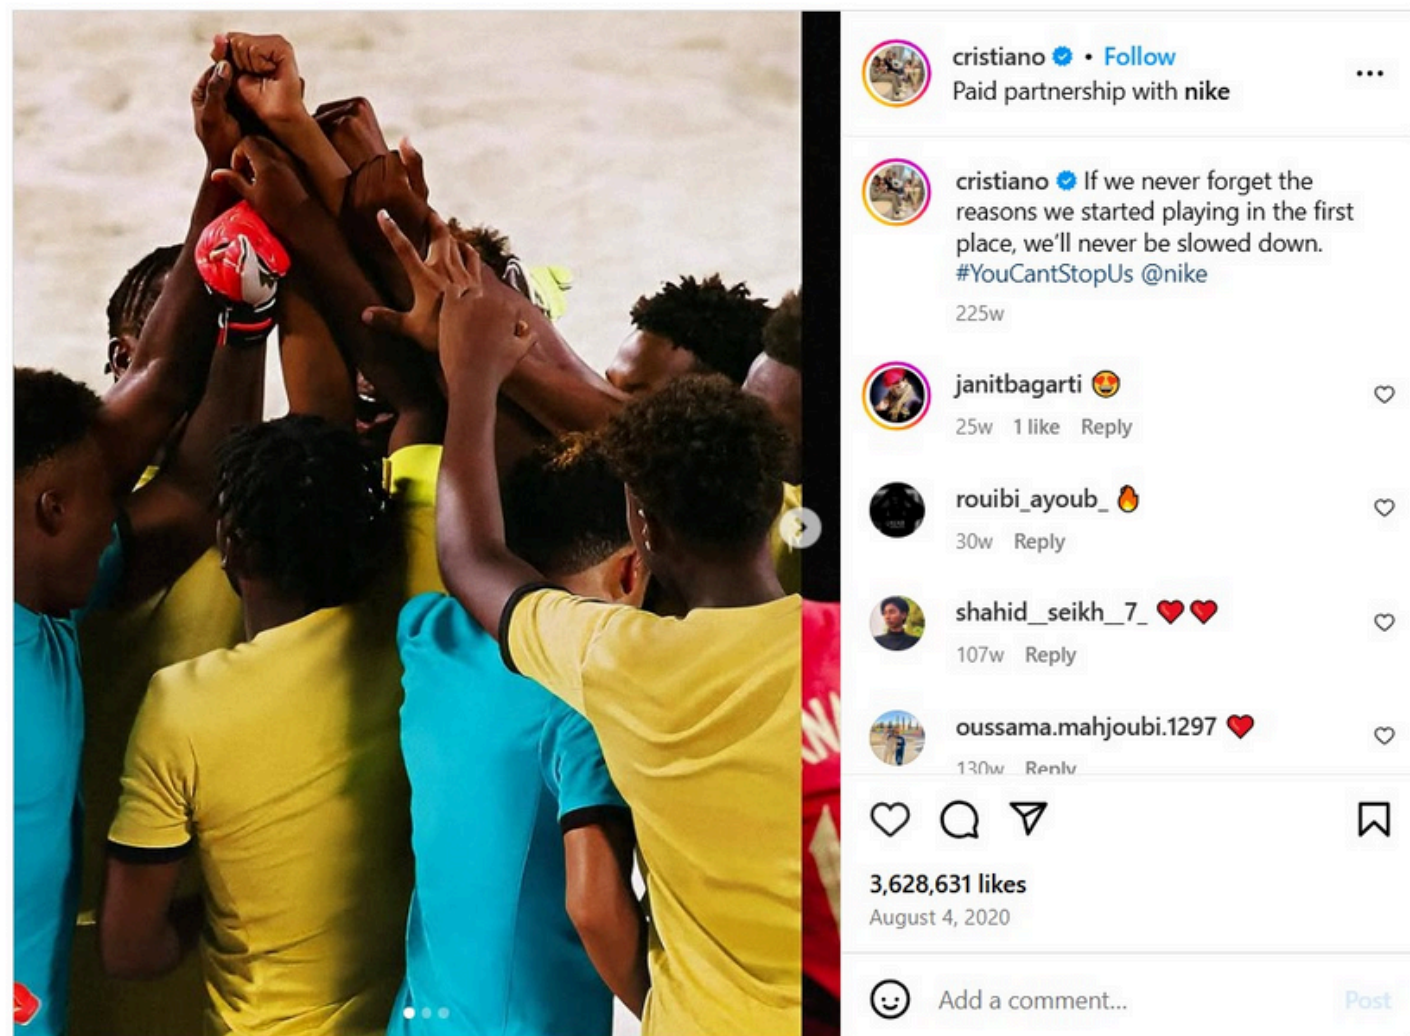 cristiano • Follow
Paid partnership with nike
cristiano If we never forget the
reasons we started playing in the first
place, we'll never be slowed down.
#YouCantStopUs @nike
225w
janitbagarti 😍
25w 1 like Reply
rouibi_ayoub_ 🔥
30w Reply
shahid__seikh__7_ ❤️❤️
107w Reply
oussama.mahjoubi.1297 ❤️
130w Reply
3,628,631 likes
August 4, 2020
Add a comment...
Post